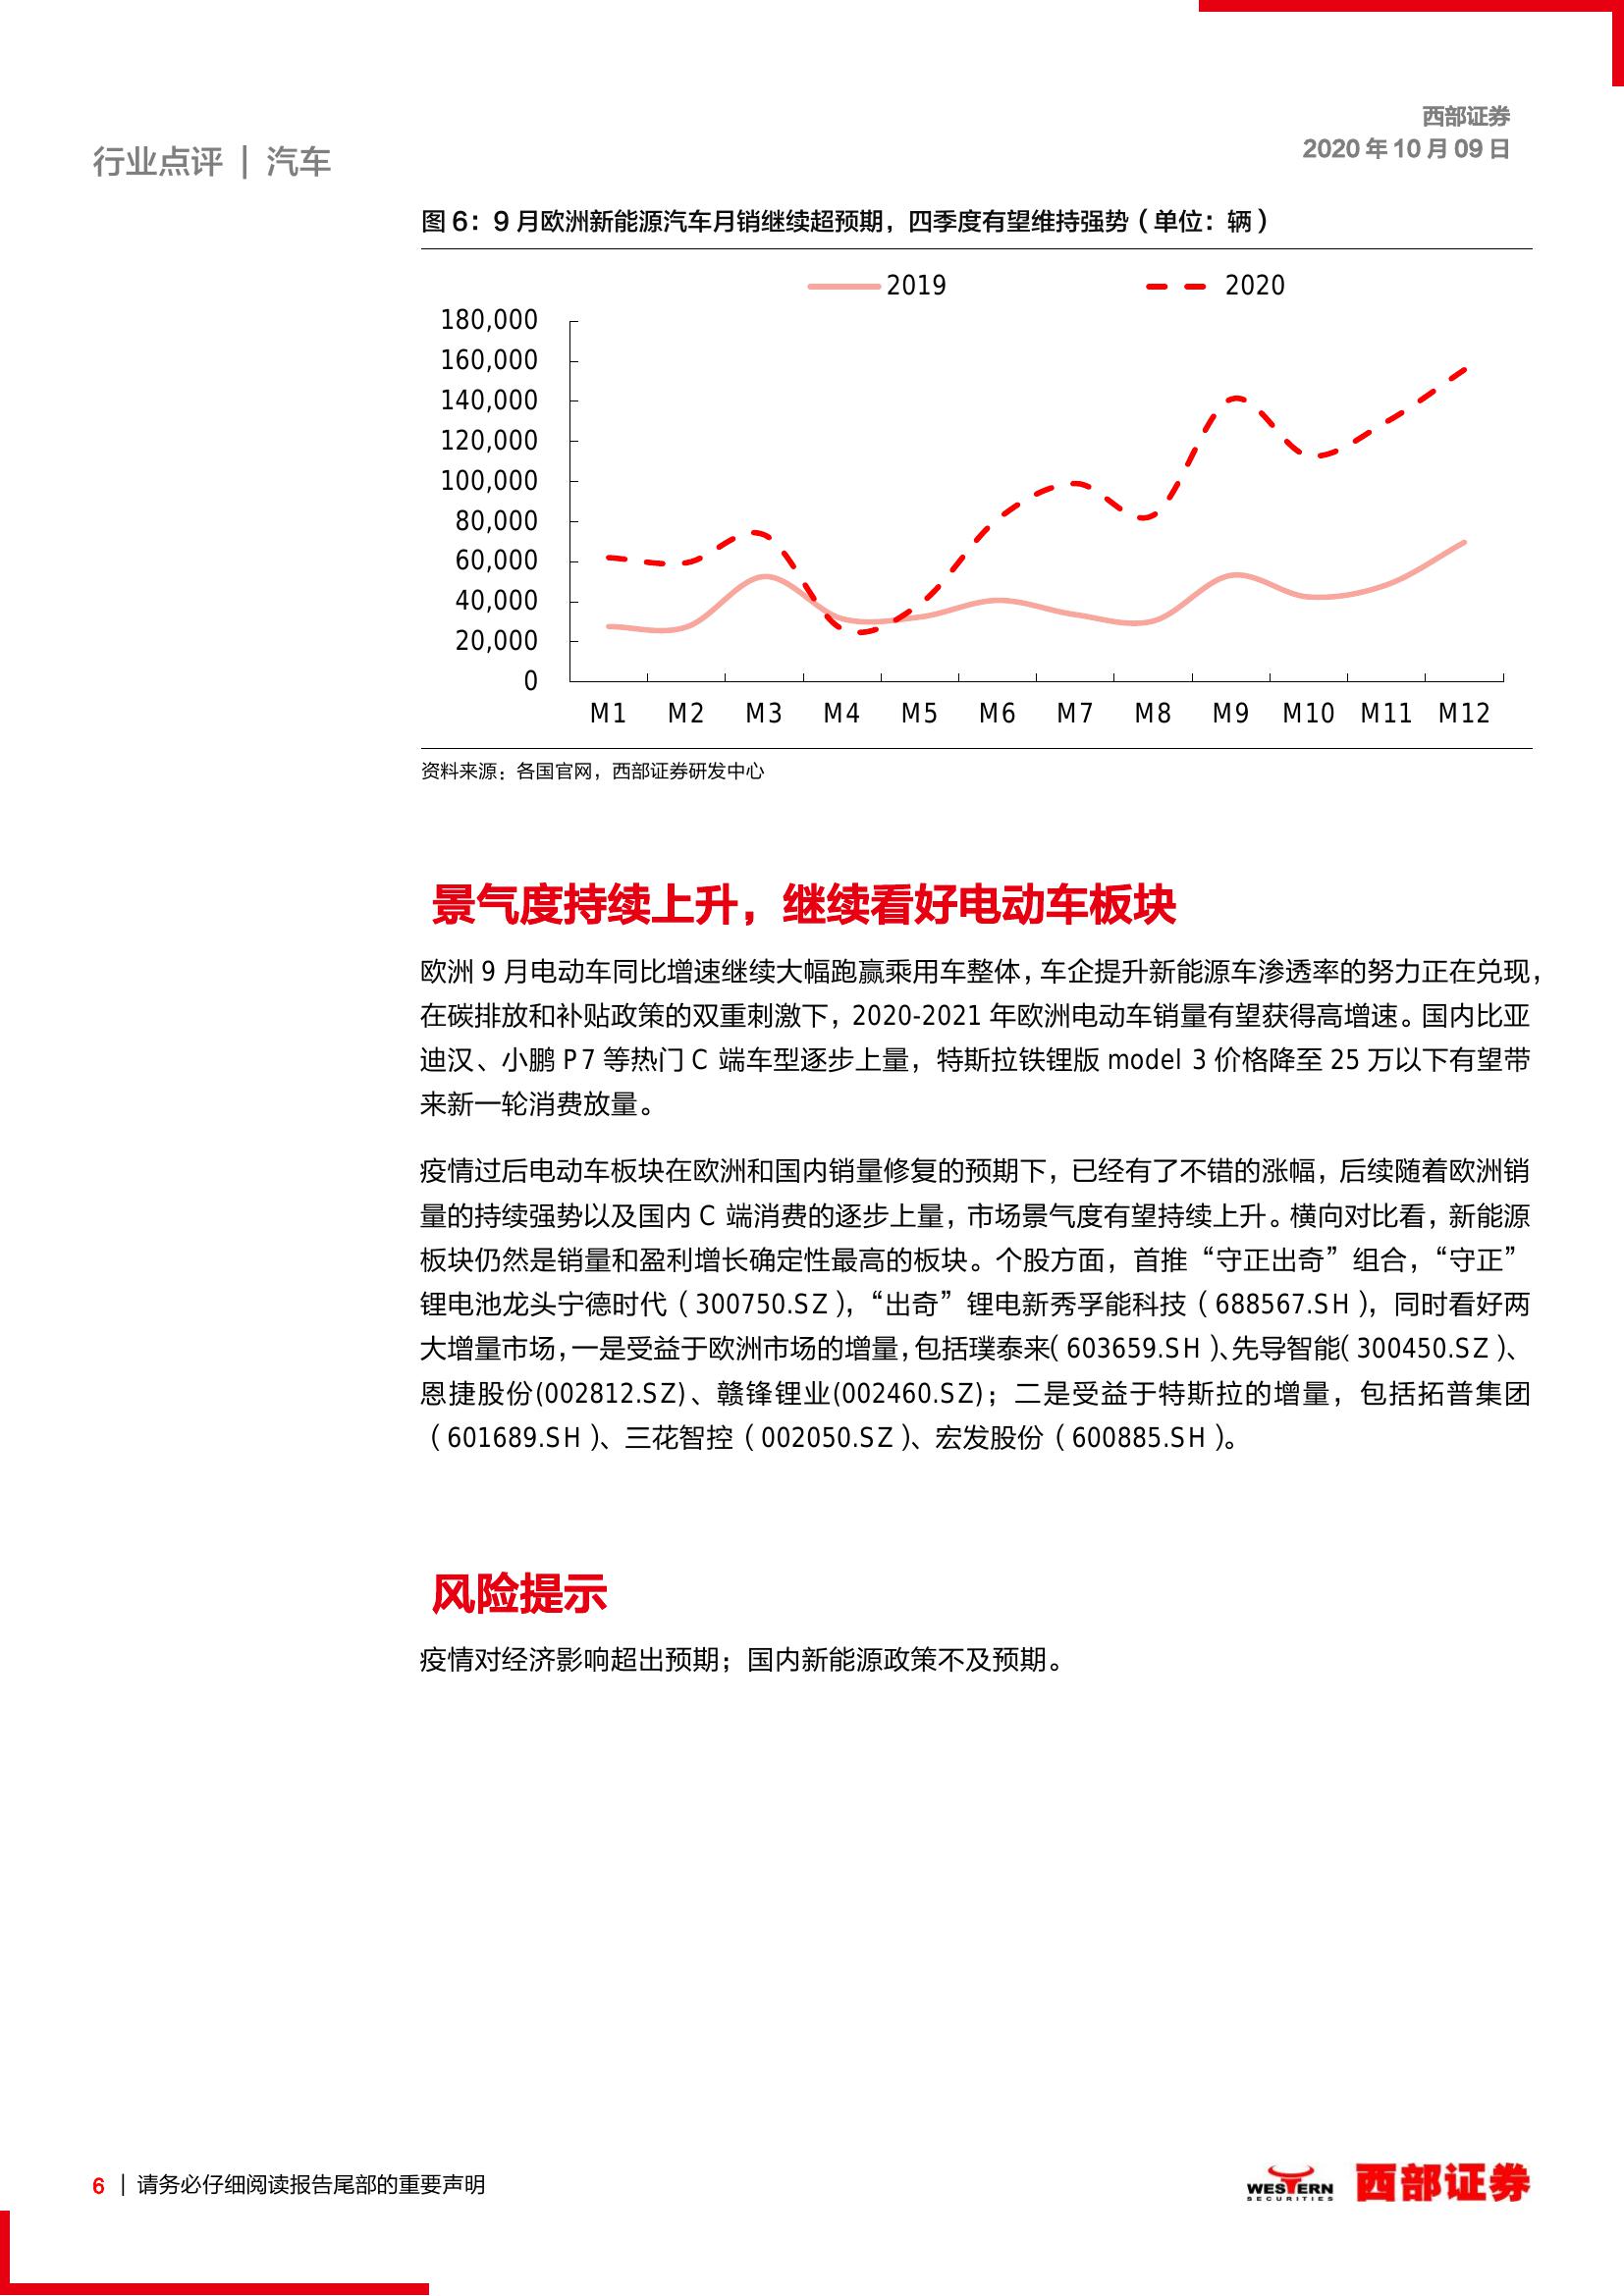 西部证券
2020 年 10 月 09 日
行业点评 | 汽车
图 6：9 月欧洲新能源汽车月销继续超预期，四季度有望维持强势（单位：辆）
2019
2020
180,000
160,000
140,000
120,000
100,000
80,000
60,000
40,000
20,000
0
M1 M2 M3 M4 M5 M6 M7 M8 M9 M10 M11 M12
资料来源：各国官网，西部证券研发中心
景气度持续上升，继续看好电动车板块
欧洲 9 月电动车同比增速继续大幅跑赢乘用车整体，车企提升新能源车渗透率的努力正在兑现，
在碳排放和补贴政策的双重刺激下，2020-2021 年欧洲电动车销量有望获得高增速。国内比亚
迪汉、小鹏 P7 等热门 C 端车型逐步上量，特斯拉铁锂版 model 3 价格降至 25 万以下有望带
来新一轮消费放量。
疫情过后电动车板块在欧洲和国内销量修复的预期下，已经有了不错的涨幅，后续随着欧洲销
量的持续强势以及国内 C 端消费的逐步上量，市场景气度有望持续上升。横向对比看，新能源
板块仍然是销量和盈利增长确定性最高的板块。个股方面，首推“守正出奇”组合，“守正”
锂电池龙头宁德时代（300750.SZ），“出奇”锂电新秀孚能科技（688567.SH），同时看好两
大增量市场，一是受益于欧洲市场的增量，包括璞泰来（603659.SH）、先导智能（300450.SZ）、
恩捷股份(002812.SZ)、赣锋锂业(002460.SZ)；二是受益于特斯拉的增量，包括拓普集团
（601689.SH）、三花智控（002050.SZ）、宏发股份（600885.SH）。
风险提示
疫情对经济影响超出预期；国内新能源政策不及预期。
6 | 请务必仔细阅读报告尾部的重要声明
WESTERN
SECURITIES
西部证券